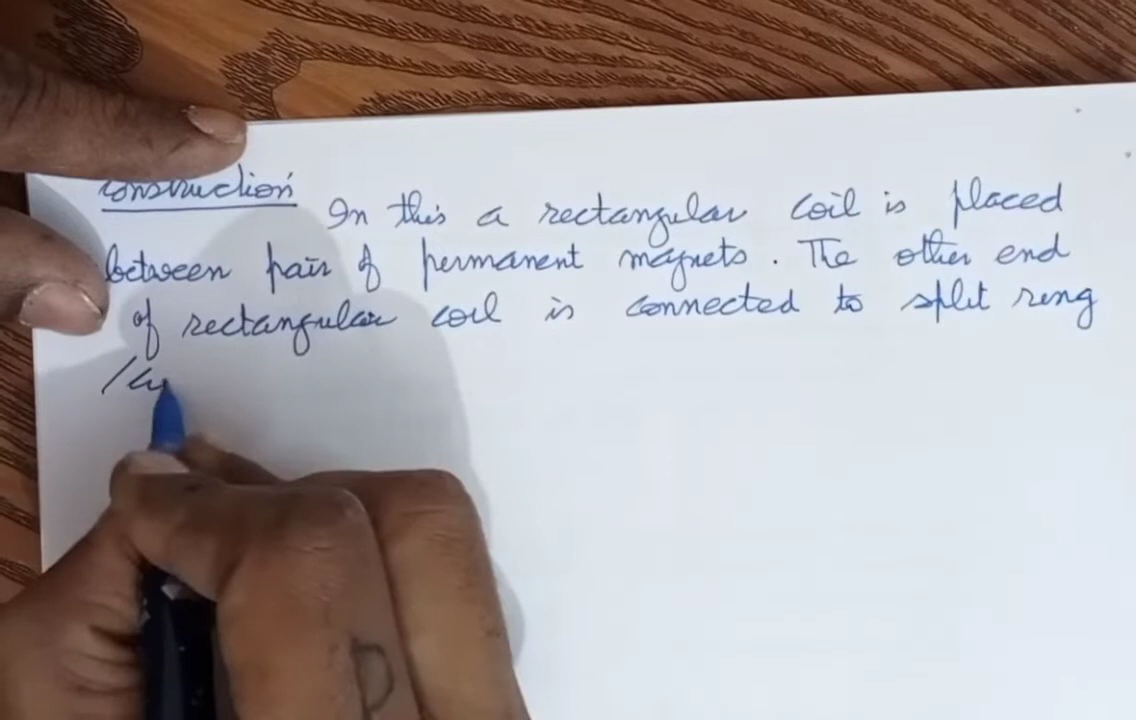 Construction
In this a rectangular coil is placed
between pair of permanent magnets. The other end
of rectangular coil is connected to split ring
/